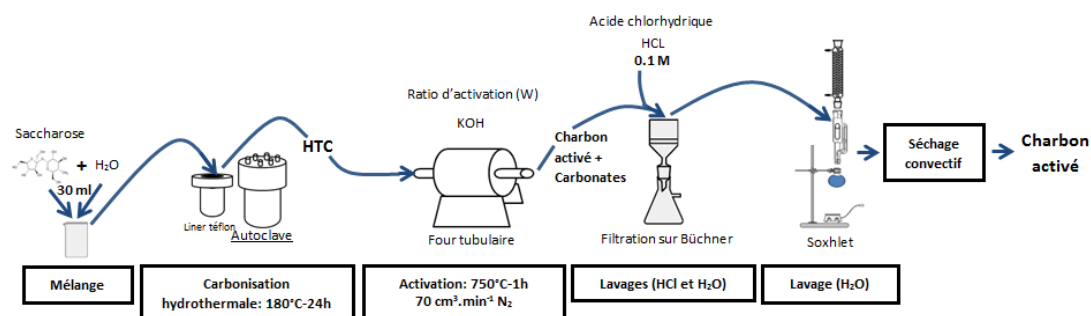 Saccharose
+ H₂O
30 ml
Liner téflon
Autoclave
HTC
Ratio d'activation (W)
KOH
Four tubulaire
Charbon
activé +
Carbonates
Acide chlorhydrique
HCL
0.1 M
Filtration sur Büchner
Soxhlet
Séchage
convectif
Charbon
activé
Mélange
Carbonisation
hydrothermale: 180°C-24h
Activation: 750°C-1h
70 cm³.min⁻¹ N₂
Lavages (HCl et H₂O)
Lavage (H₂O)